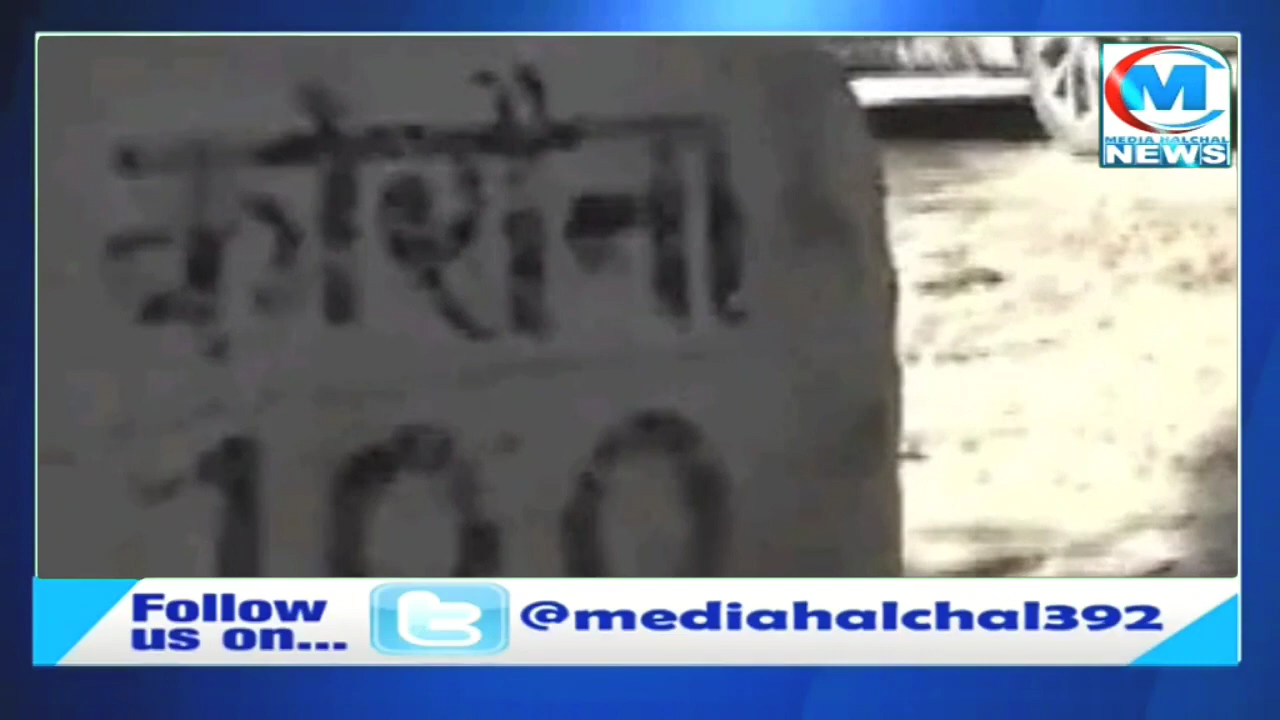 कोरोना
100
M
MEDIA HALCHAL
NEWS
Follow
us on...
@mediahalchal392